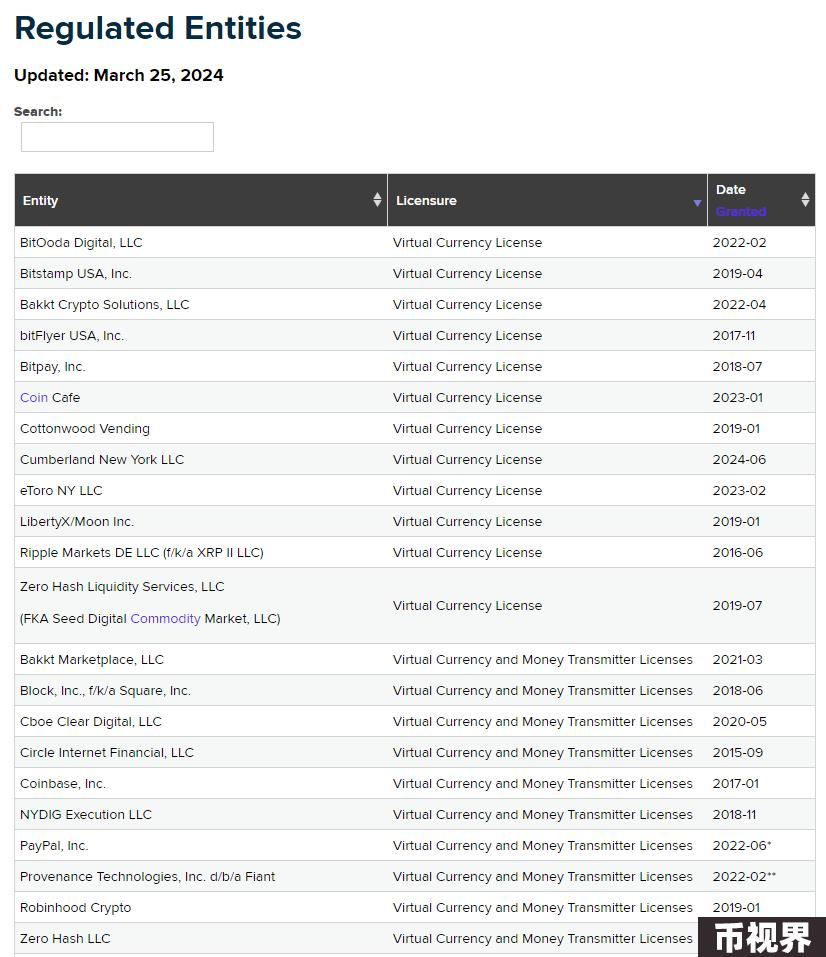 Regulated Entities
Updated: March 25, 2024
Search:
Entity Licensure Date
Granted
BitOoda Digital, LLC Virtual Currency License 2022-02
Bitstamp USA, Inc. Virtual Currency License 2019-04
Bakkt Crypto Solutions, LLC Virtual Currency License 2022-04
bitFlyer USA, Inc. Virtual Currency License 2017-11
Bitpay, Inc. Virtual Currency License 2018-07
Coin Cafe Virtual Currency License 2023-01
Cottonwood Vending Virtual Currency License 2019-01
Cumberland New York LLC Virtual Currency License 2024-06
eToro NY LLC Virtual Currency License 2023-02
LibertyX/Moon Inc. Virtual Currency License 2019-01
Ripple Markets DE LLC (f/k/a XRP II LLC) Virtual Currency License 2016-06
Zero Hash Liquidity Services, LLC
(FKA Seed Digital Commodity Market, LLC) Virtual Currency License 2019-07
Bakkt Marketplace, LLC Virtual Currency and Money Transmitter Licenses 2021-03
Block, Inc., f/k/a Square, Inc. Virtual Currency and Money Transmitter Licenses 2018-06
Cboe Clear Digital, LLC Virtual Currency and Money Transmitter Licenses 2020-05
Circle Internet Financial, LLC Virtual Currency and Money Transmitter Licenses 2015-09
Coinbase, Inc. Virtual Currency and Money Transmitter Licenses 2017-01
NYDIG Execution LLC Virtual Currency and Money Transmitter Licenses 2018-11
PayPal, Inc. Virtual Currency and Money Transmitter Licenses 2022-06*
Provenance Technologies, Inc. d/b/a Fiant Virtual Currency and Money Transmitter Licenses 2022-02**
Robinhood Crypto Virtual Currency and Money Transmitter Licenses 2019-01
Zero Hash LLC Virtual Currency and Money Transmitter Licenses
币视界